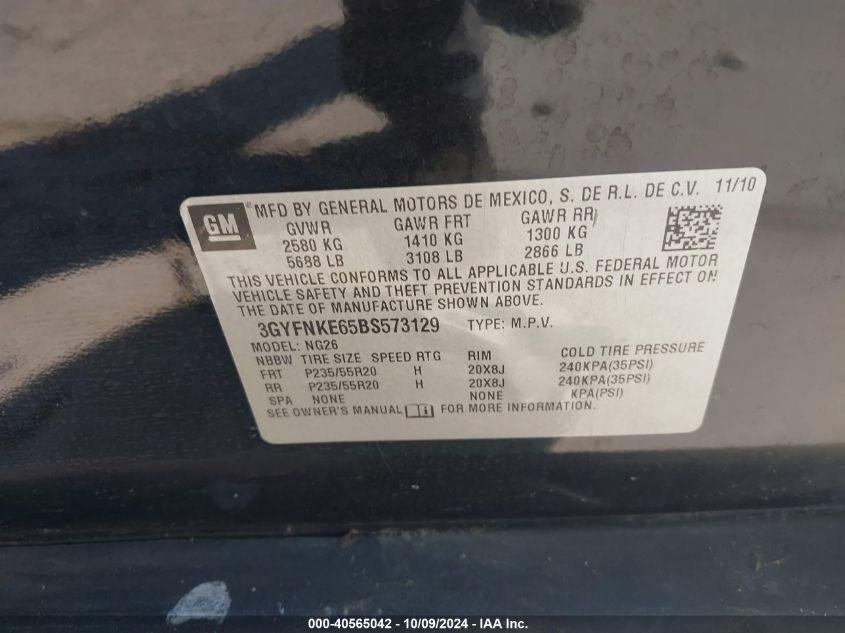 GM MFD BY GENERAL MOTORS DE MEXICO, S. DE R.L. DE C.V. 11/10
GVWR GAWR FRT GAWR RR
2580 KG 1410 KG 1300 KG
5688 LB 3108 LB 2866 LB
THIS VEHICLE CONFORMS TO ALL APPLICABLE U.S. FEDERAL MOTOR
VEHICLE SAFETY AND THEFT PREVENTION STANDARDS IN EFFECT ON
THE DATE OF MANUFACTURE SHOWN ABOVE.
3GYFNKE65BS573129 TYPE: M.P.V.
MODEL: NG26
NBBW TIRE SIZE SPEED RTG RIM COLD TIRE PRESSURE
FRT P235/55R20 H 20X8J 240KPA(35PSI)
RR P235/55R20 H 20X8J 240KPA(35PSI)
SPA NONE NONE KPA(PSI)
SEE OWNER'S MANUAL FOR MORE INFORMATION.
000-40565042 - 10/09/2024 - IAA Inc.